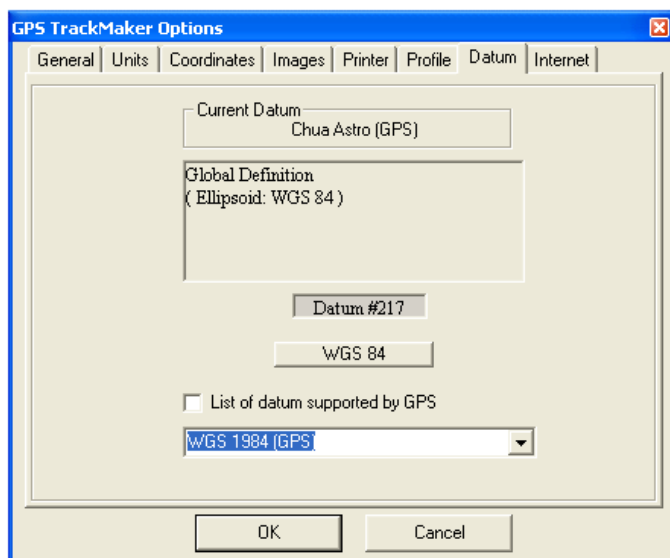 GPS TrackMaker Options
General Units Coordinates Images Printer Profile Datum Internet
Current Datum
Chua Astro (GPS)
Global Definition
( Ellipsoid: WGS 84 )
Datum #217
WGS 84
List of datum supported by GPS
WGS 1984 (GPS)
OK Cancel